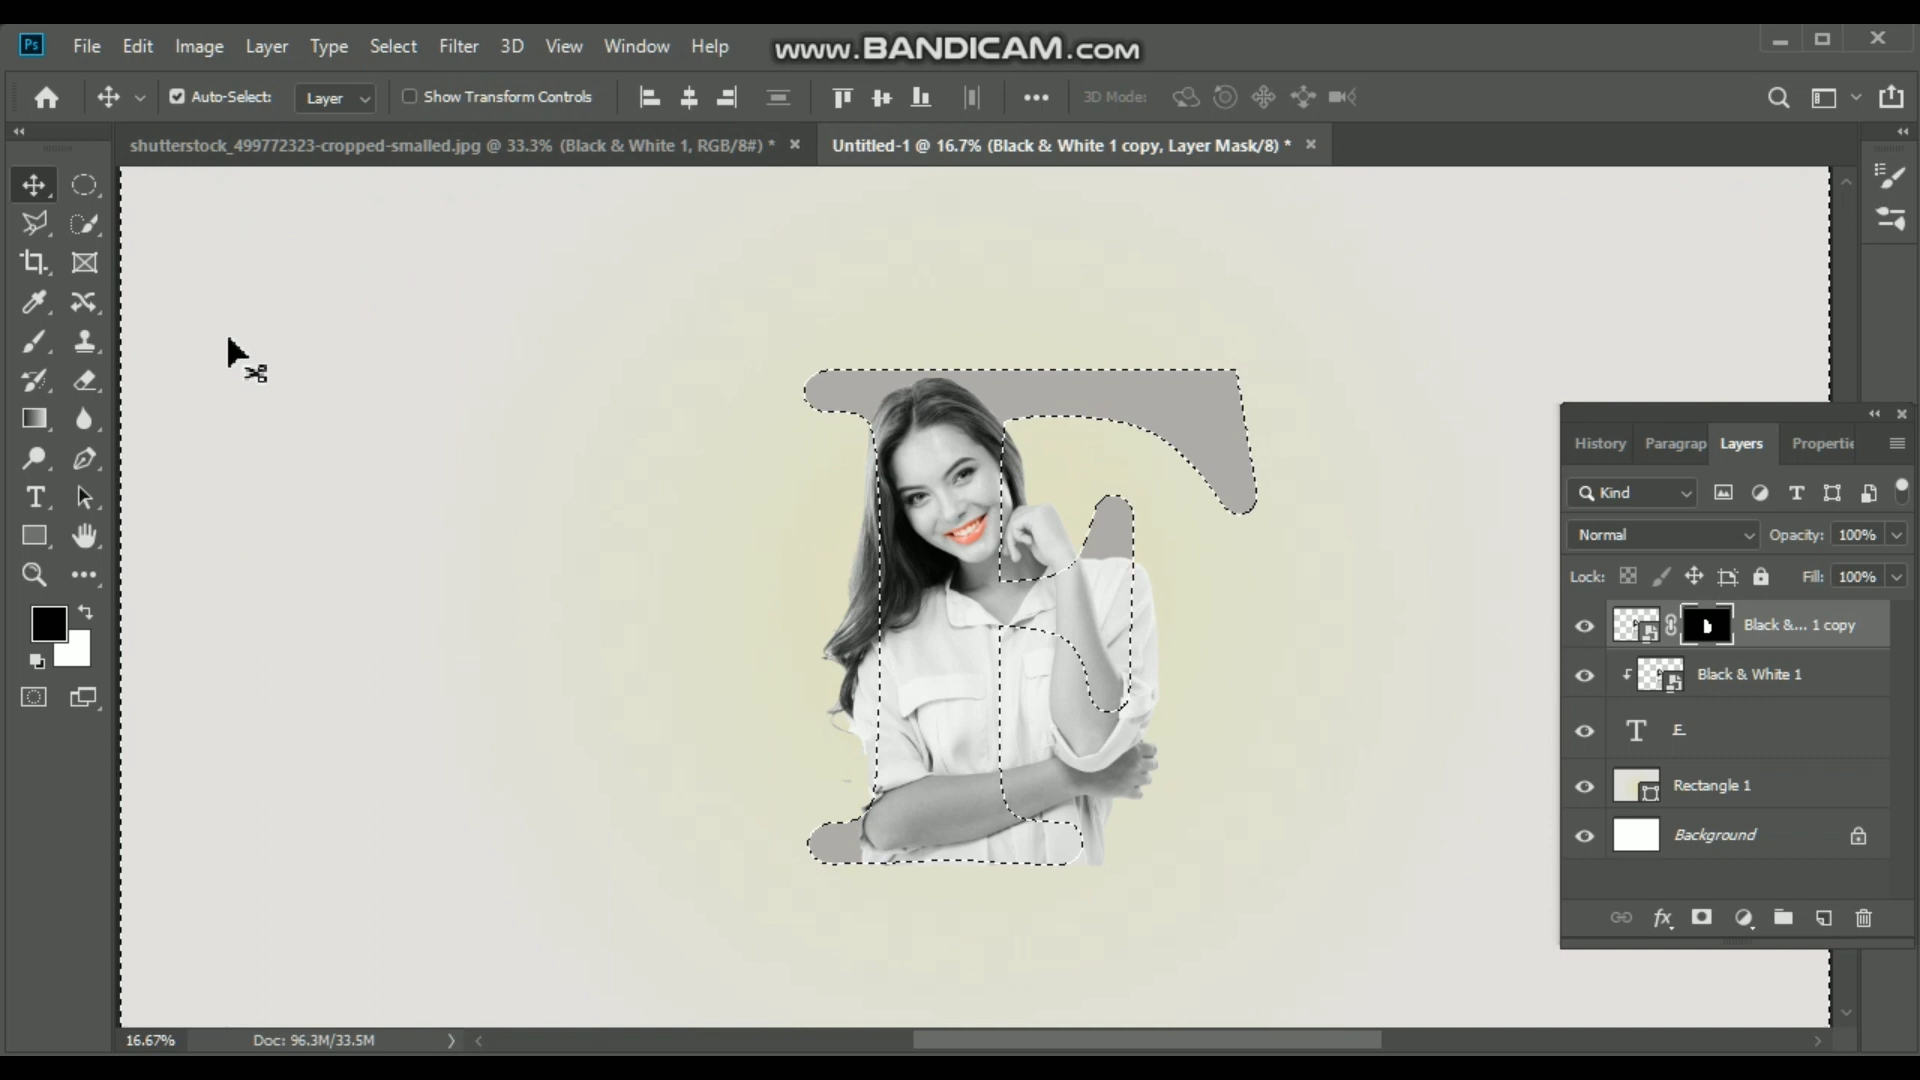 Ps File Edit Image Layer Type Select Filter 3D View Window Help
www.BANDICAM.com
Auto-Select: Layer Show Transform Controls 3D Mode:
shutterstock_499772323-cropped-smalled.jpg @ 33.3% (Black & White 1, RGB/8#) *
Untitled-1 @ 16.7% (Black & White 1 copy, Layer Mask/8) *
History Paragrap Layers Propertie
Kind
Normal Opacity: 100%
Lock: Fill: 100%
Black &... 1 copy
Black & White 1
F
Rectangle 1
Background
fx
16.67% Doc: 96.3M/33.5M